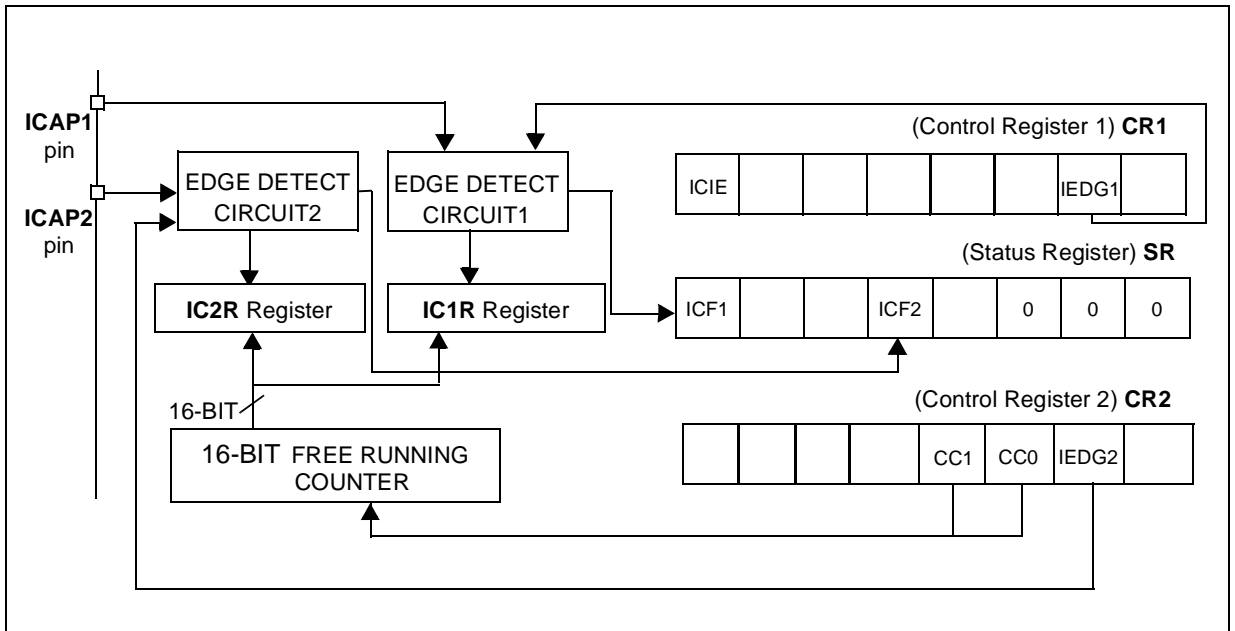 ICAP1
pin
ICAP2
pin
EDGE DETECT
CIRCUIT2
EDGE DETECT
CIRCUIT1
IC2R Register
IC1R Register
16-BIT
16-BIT FREE RUNNING
COUNTER
(Control Register 1) CR1
ICIE
IEDG1
(Status Register) SR
ICF1
ICF2
0
0
0
(Control Register 2) CR2
CC1
CC0
IEDG2